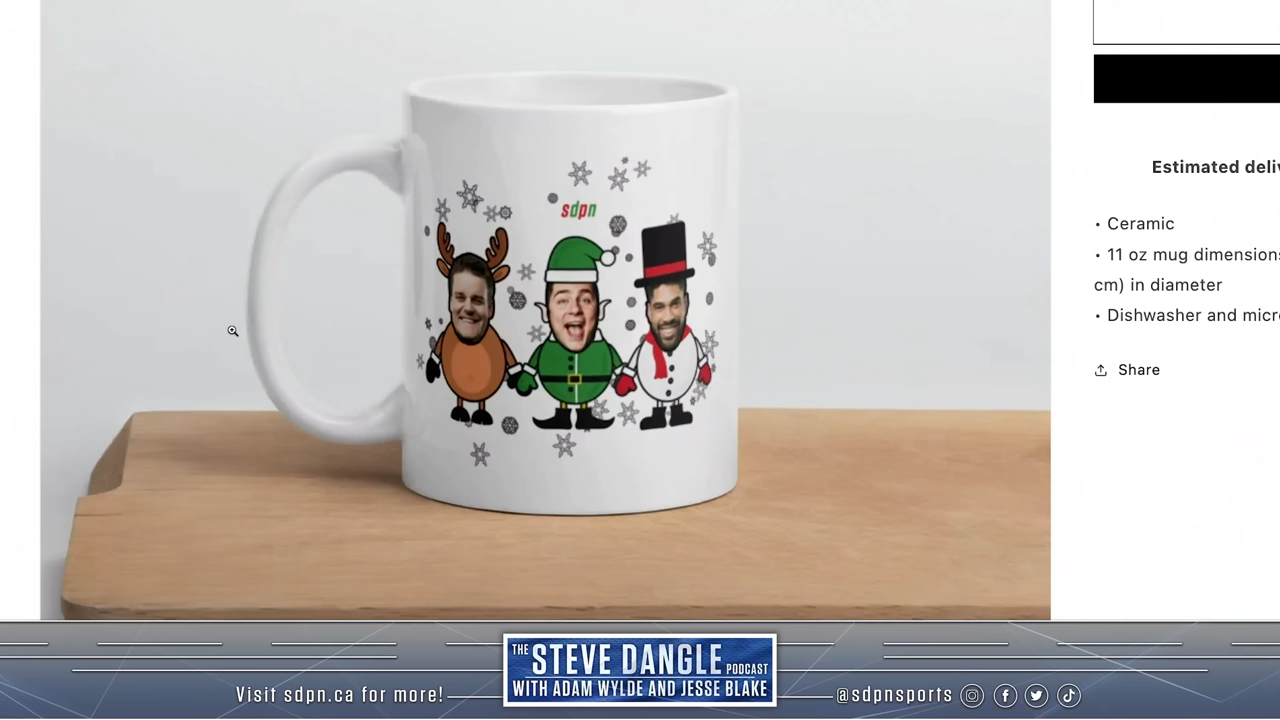 sdpn
Estimated deli
• Ceramic
• 11 oz mug dimensions
cm) in diameter
• Dishwasher and micr
Share
THE STEVE DANGLE PODCAST
WITH ADAM WYLDE AND JESSE BLAKE
Visit sdpn.ca for more!
@sdpnsports